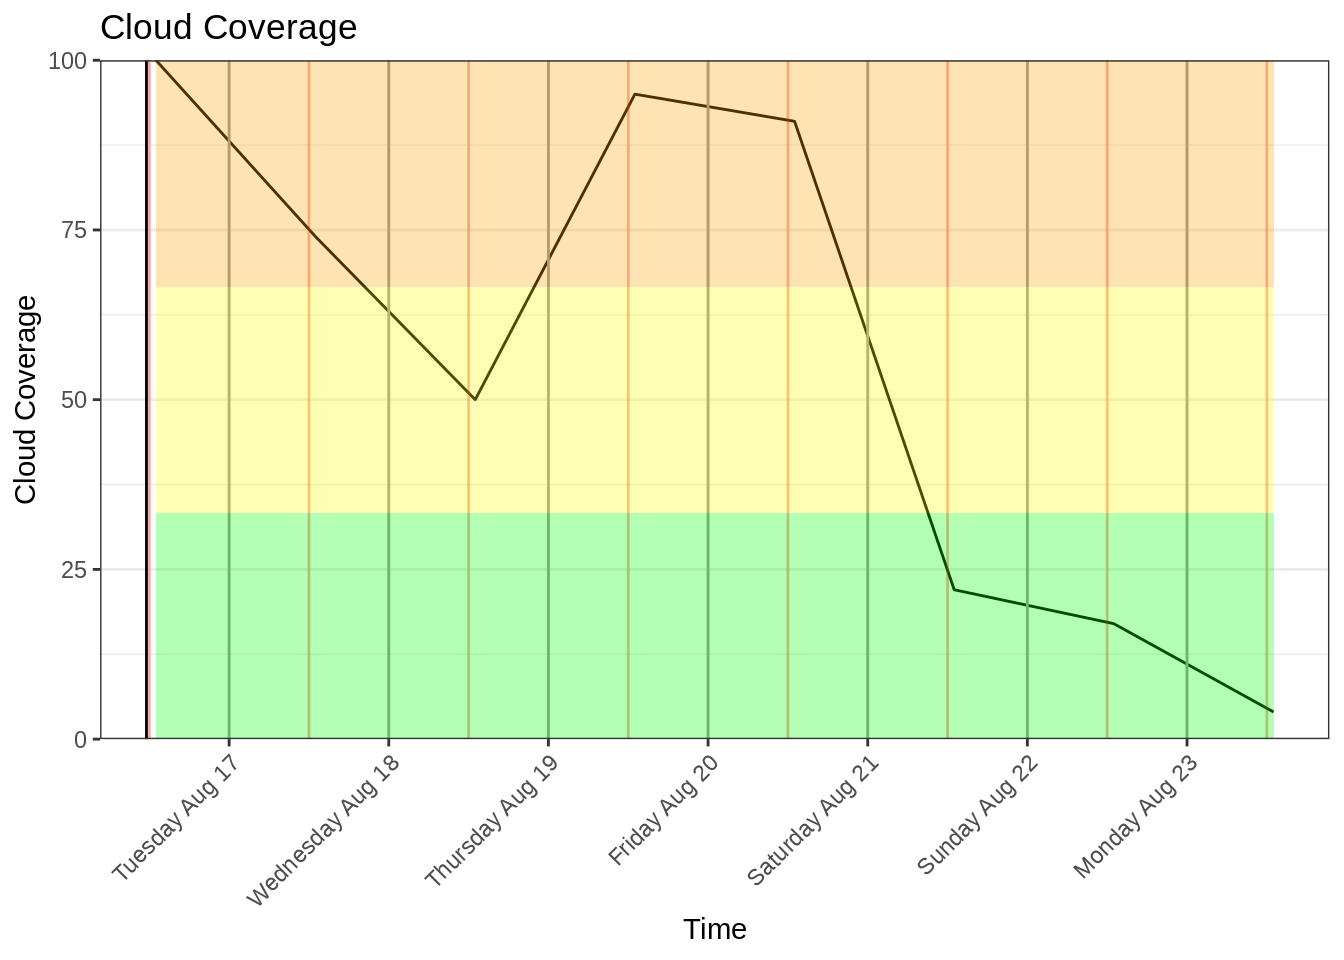 Cloud Coverage
Cloud Coverage
100
75
50
25
0
Tuesday Aug 17
Wednesday Aug 18
Thursday Aug 19
Friday Aug 20
Saturday Aug 21
Sunday Aug 22
Monday Aug 23
Time